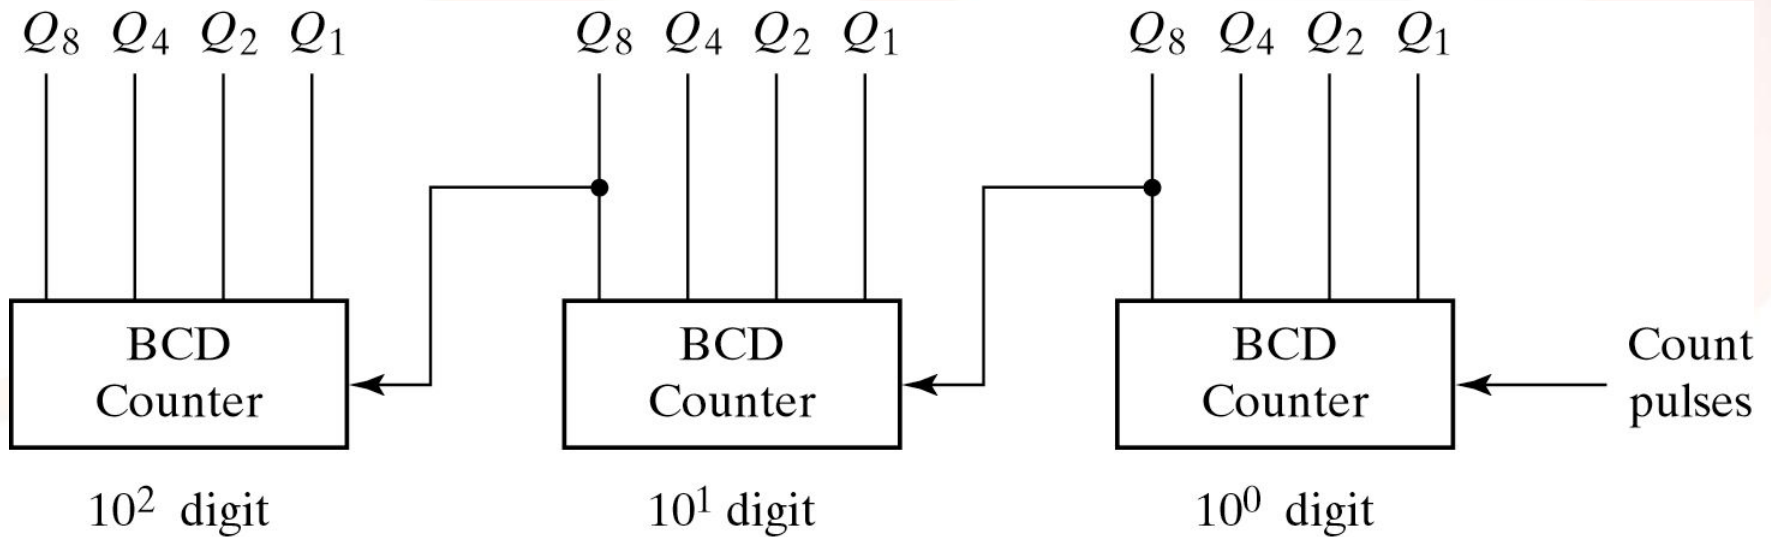 Q₈ Q₄ Q₂ Q₁ Q₈ Q₄ Q₂ Q₁ Q₈ Q₄ Q₂ Q₁
BCD Counter
BCD Counter
BCD Counter
Count pulses
10² digit
10¹ digit
10⁰ digit